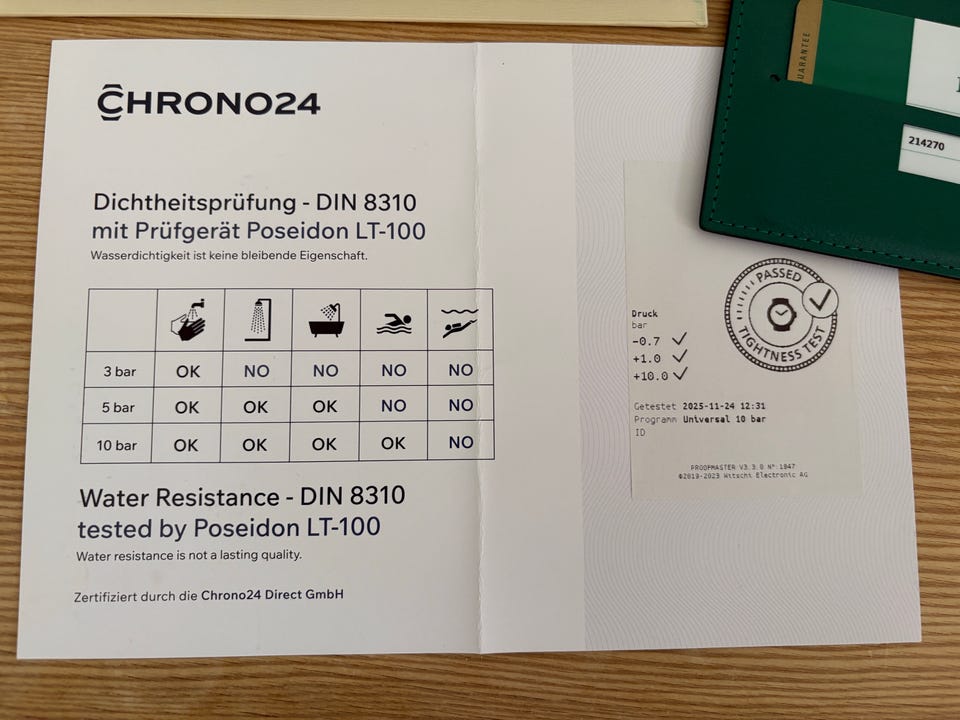 CHRONO24
Dichtheitsprüfung - DIN 8310
mit Prüfgerät Poseidon LT-100
Wasserdichtigkeit ist keine bleibende Eigenschaft.
3 bar OK NO NO NO NO
5 bar OK OK OK NO NO
10 bar OK OK OK OK NO
Water Resistance - DIN 8310
tested by Poseidon LT-100
Water resistance is not a lasting quality.
Zertifiziert durch die Chrono24 Direct GmbH
214270
PASSED
TIGHTNESS TEST
Druck
bar
-0.7
+1.0
+10.0
Getestet 2025-11-24 12:31
Programm Universal 10 bar
ID
PROOFMASTER V3.3.0 N°:1847
©2019-2023 Witschi Electronic AG